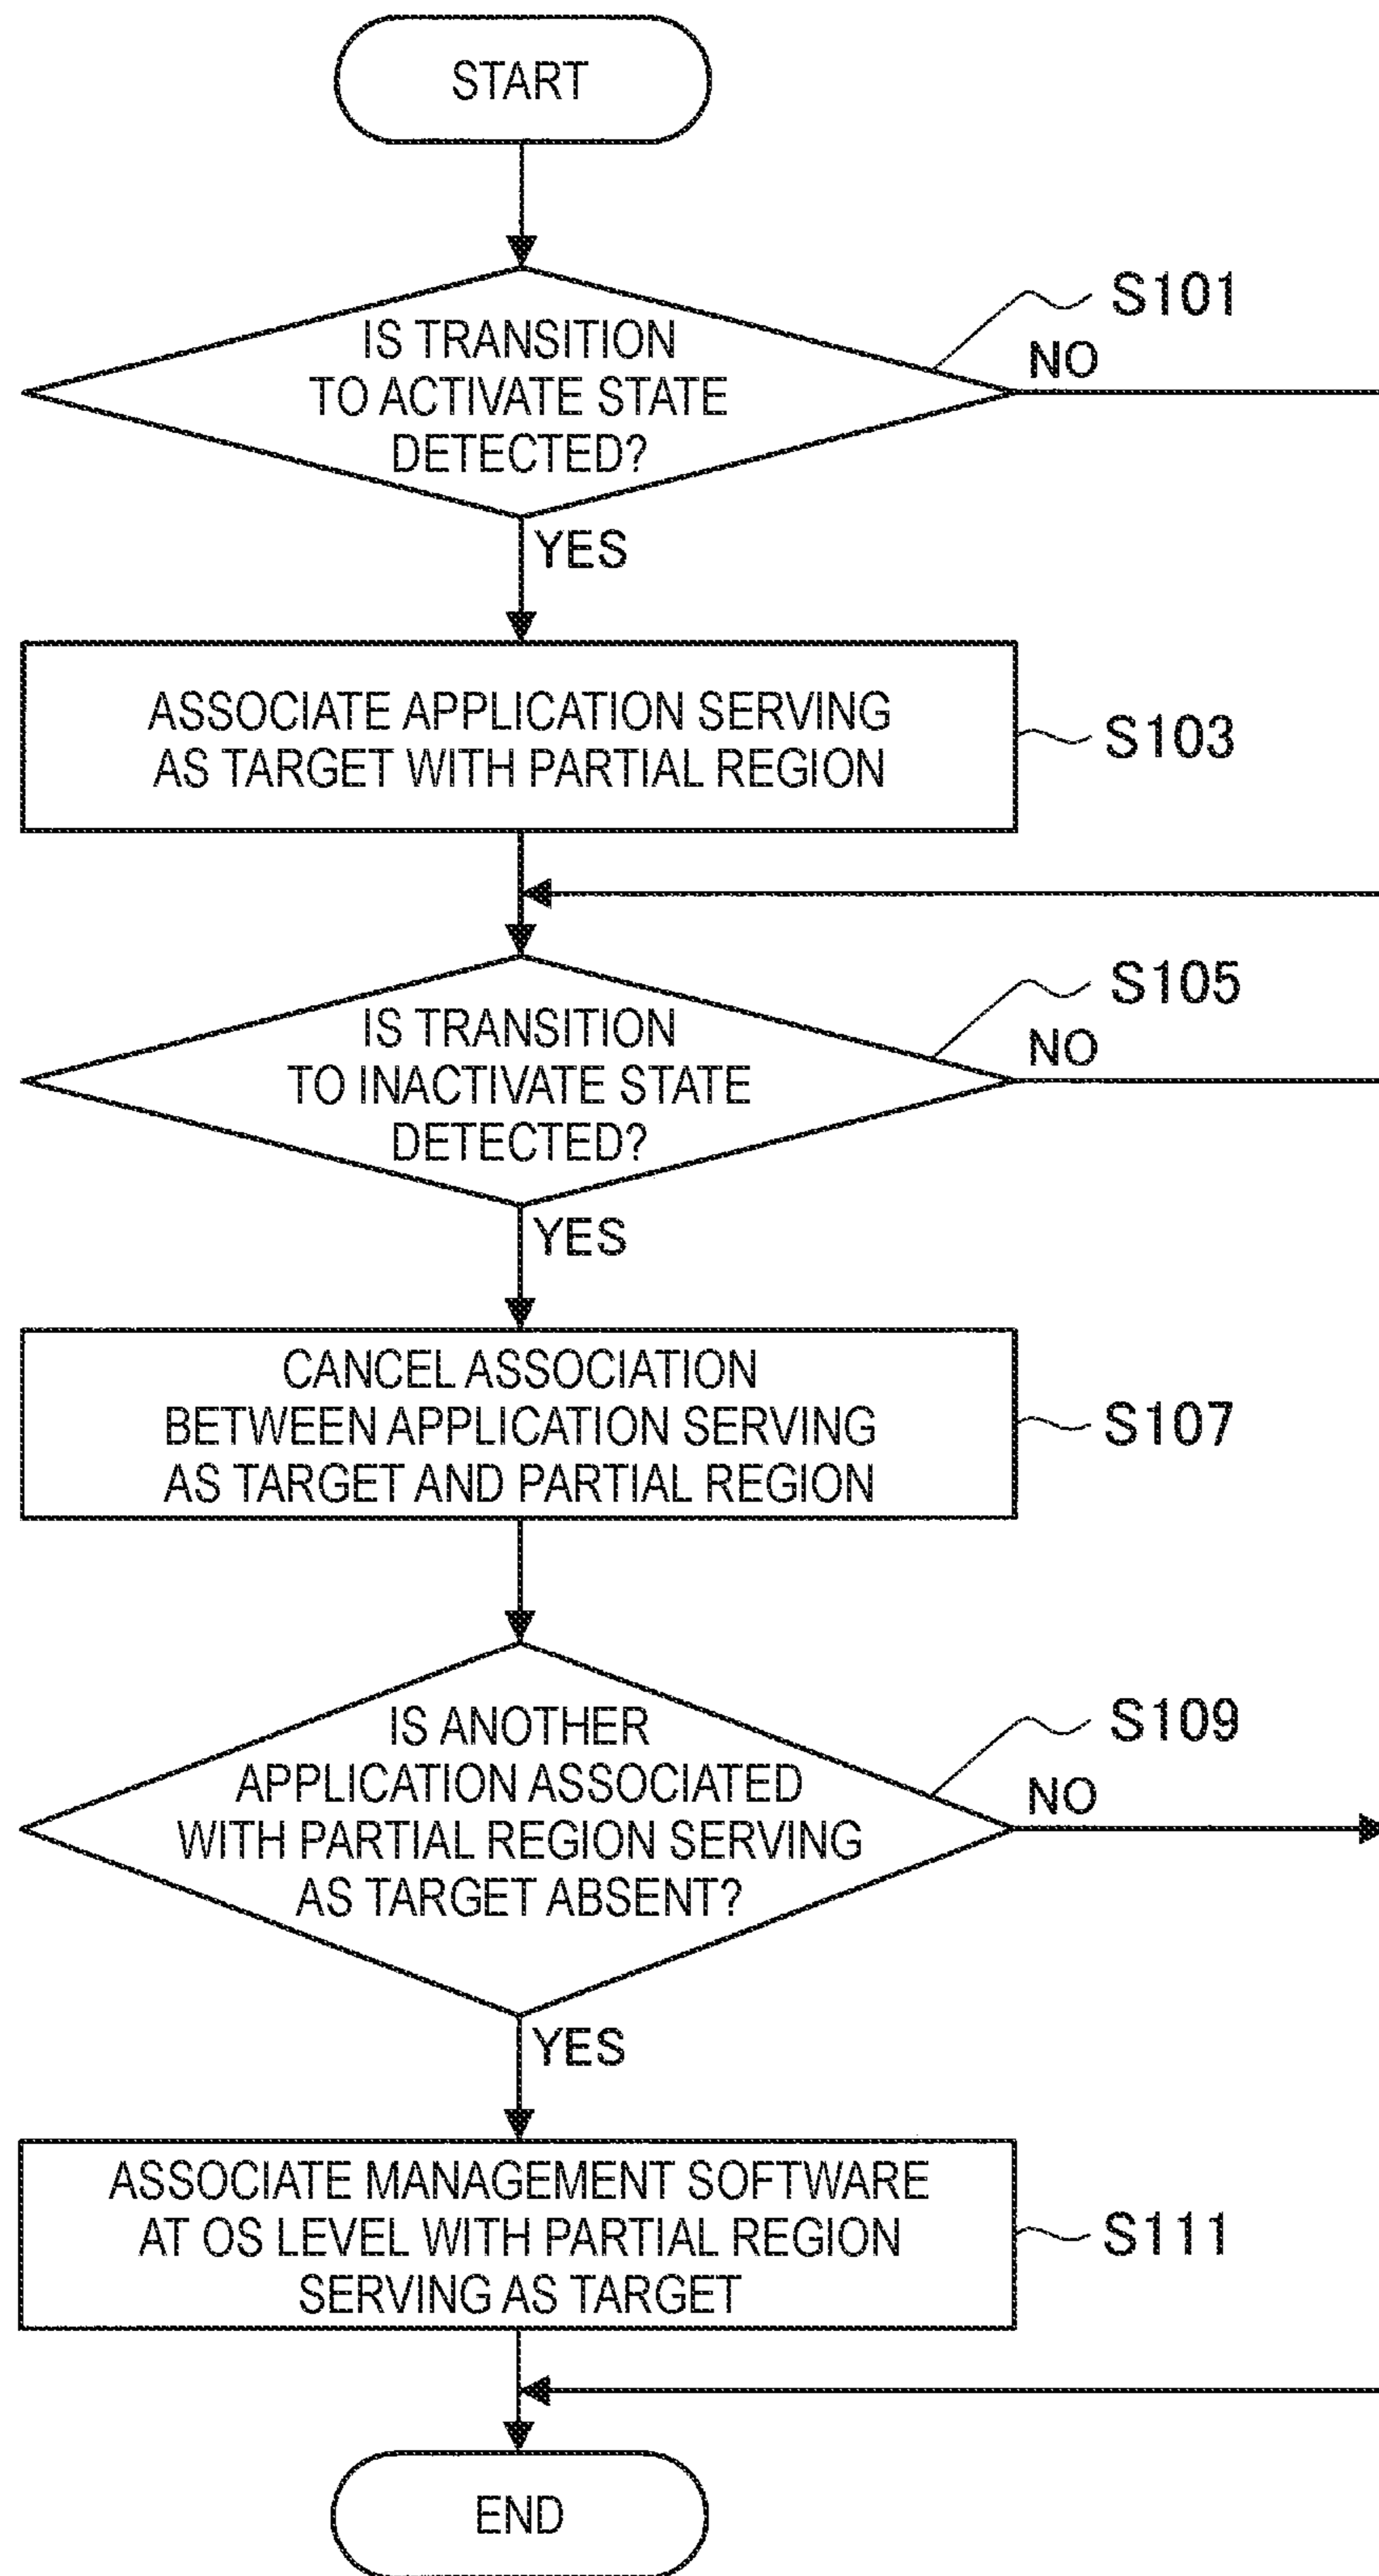 START
S101
IS TRANSITION
TO ACTIVATE STATE
DETECTED?
NO
YES
ASSOCIATE APPLICATION SERVING
AS TARGET WITH PARTIAL REGION
S103
S105
IS TRANSITION
TO INACTIVATE STATE
DETECTED?
NO
YES
CANCEL ASSOCIATION
BETWEEN APPLICATION SERVING
AS TARGET AND PARTIAL REGION
S107
S109
IS ANOTHER
APPLICATION ASSOCIATED
WITH PARTIAL REGION SERVING
AS TARGET ABSENT?
NO
YES
ASSOCIATE MANAGEMENT SOFTWARE
AT OS LEVEL WITH PARTIAL REGION
SERVING AS TARGET
S111
END